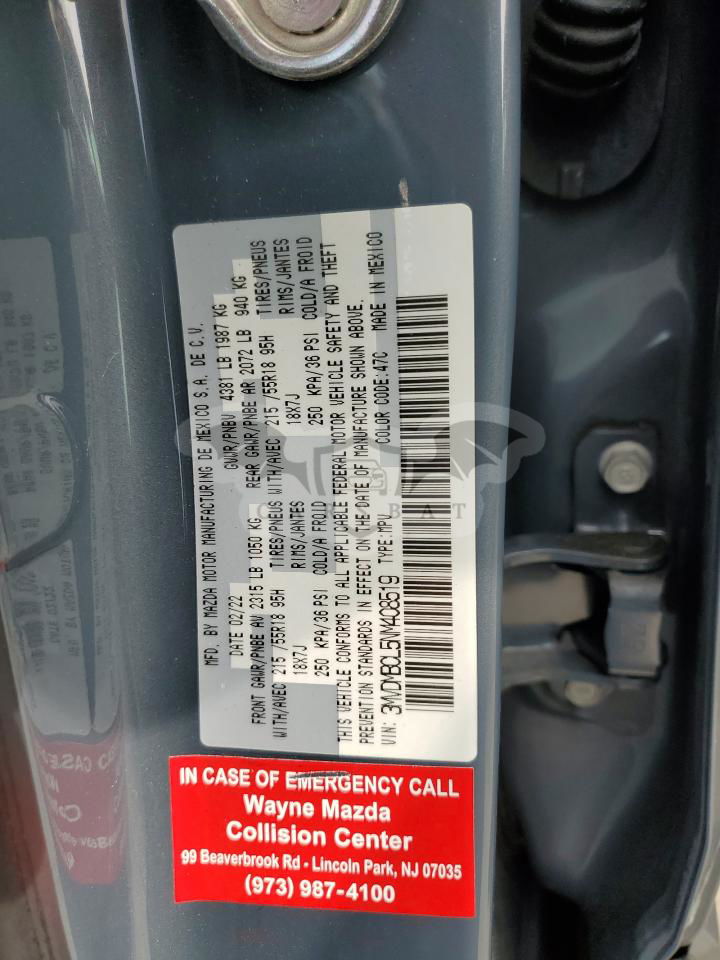 MFD. BY MAZDA MOTOR MANUFACTURING DE MEXICO S.A. DE C.V.
DATE 02/22 GVWR/PNBV 4381 LB 1987 KG
FRONT GAWR/PNBE AV 2315 LB 1050 KG REAR GAWR/PNBE AR 2072 LB 940 KG
WITH/AVEC 215 /55R18 95H TIRES/PNEUS WITH/AVEC 215 /55R18 95H TIRES/PNEUS
18X7J RIMS/JANTES 18X7J RIMS/JANTES
250 KPA/36 PSI COLD/A FROID 250 KPA/36 PSI COLD/A FROID
THIS VEHICLE CONFORMS TO ALL APPLICABLE FEDERAL MOTOR VEHICLE SAFETY AND THEFT
PREVENTION STANDARDS IN EFFECT ON THE DATE OF MANUFACTURE SHOWN ABOVE.
VIN: 3MVDMBCL5NM408519 TYPE:MPV COLOR CODE:47C MADE IN MEXICO
IN CASE OF EMERGENCY CALL
Wayne Mazda
Collision Center
99 Beaverbrook Rd - Lincoln Park, NJ 07035
(973) 987-4100